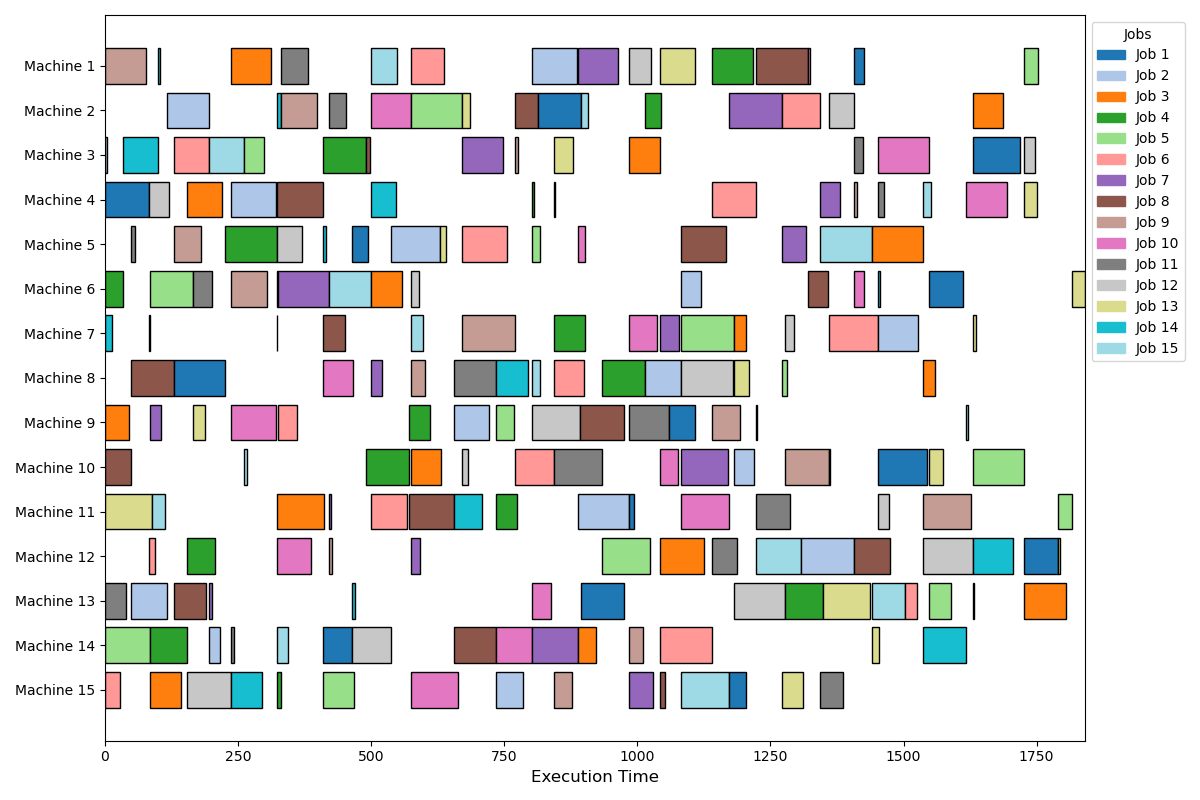 Machine 1
Machine 2
Machine 3
Machine 4
Machine 5
Machine 6
Machine 7
Machine 8
Machine 9
Machine 10
Machine 11
Machine 12
Machine 13
Machine 14
Machine 15
0 250 500 750 1000 1250 1500 1750
Execution Time
Jobs
Job 1
Job 2
Job 3
Job 4
Job 5
Job 6
Job 7
Job 8
Job 9
Job 10
Job 11
Job 12
Job 13
Job 14
Job 15